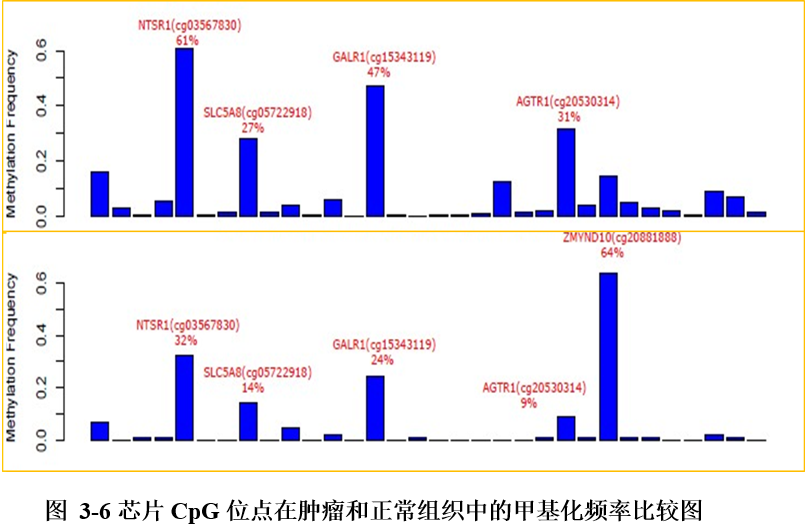 NTSR1(cg03567830)
61%
GALR1(cg15343119)
47%
SLC5A8(cg05722918)
27%
AGTR1(cg20530314)
31%
Methylation Frequency
0.6
0.4
0.2
0.0
ZMYND10(cg20881888)
64%
NTSR1(cg03567830)
32%
GALR1(cg15343119)
24%
SLC5A8(cg05722918)
14%
AGTR1(cg20530314)
9%
Methylation Frequency
0.6
0.4
0.2
0.0
图 3-6 芯片 CpG 位点在肿瘤和正常组织中的甲基化频率比较图